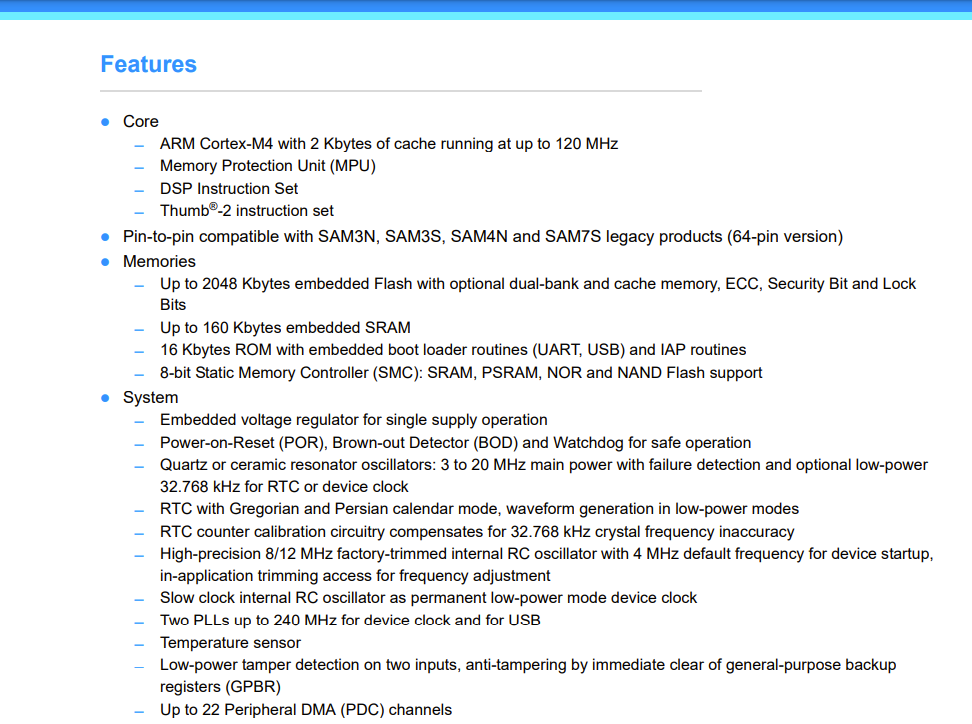 Features
● Core
– ARM Cortex-M4 with 2 Kbytes of cache running at up to 120 MHz
– Memory Protection Unit (MPU)
– DSP Instruction Set
– Thumb®-2 instruction set
● Pin-to-pin compatible with SAM3N, SAM3S, SAM4N and SAM7S legacy products (64-pin version)
● Memories
– Up to 2048 Kbytes embedded Flash with optional dual-bank and cache memory, ECC, Security Bit and Lock
Bits
– Up to 160 Kbytes embedded SRAM
– 16 Kbytes ROM with embedded boot loader routines (UART, USB) and IAP routines
– 8-bit Static Memory Controller (SMC): SRAM, PSRAM, NOR and NAND Flash support
● System
– Embedded voltage regulator for single supply operation
– Power-on-Reset (POR), Brown-out Detector (BOD) and Watchdog for safe operation
– Quartz or ceramic resonator oscillators: 3 to 20 MHz main power with failure detection and optional low-power
32.768 kHz for RTC or device clock
– RTC with Gregorian and Persian calendar mode, waveform generation in low-power modes
– RTC counter calibration circuitry compensates for 32.768 kHz crystal frequency inaccuracy
– High-precision 8/12 MHz factory-trimmed internal RC oscillator with 4 MHz default frequency for device startup,
in-application trimming access for frequency adjustment
– Slow clock internal RC oscillator as permanent low-power mode device clock
– Two PLLs up to 240 MHz for device clock and for USB
– Temperature sensor
– Low-power tamper detection on two inputs, anti-tampering by immediate clear of general-purpose backup
registers (GPBR)
– Up to 22 Peripheral DMA (PDC) channels